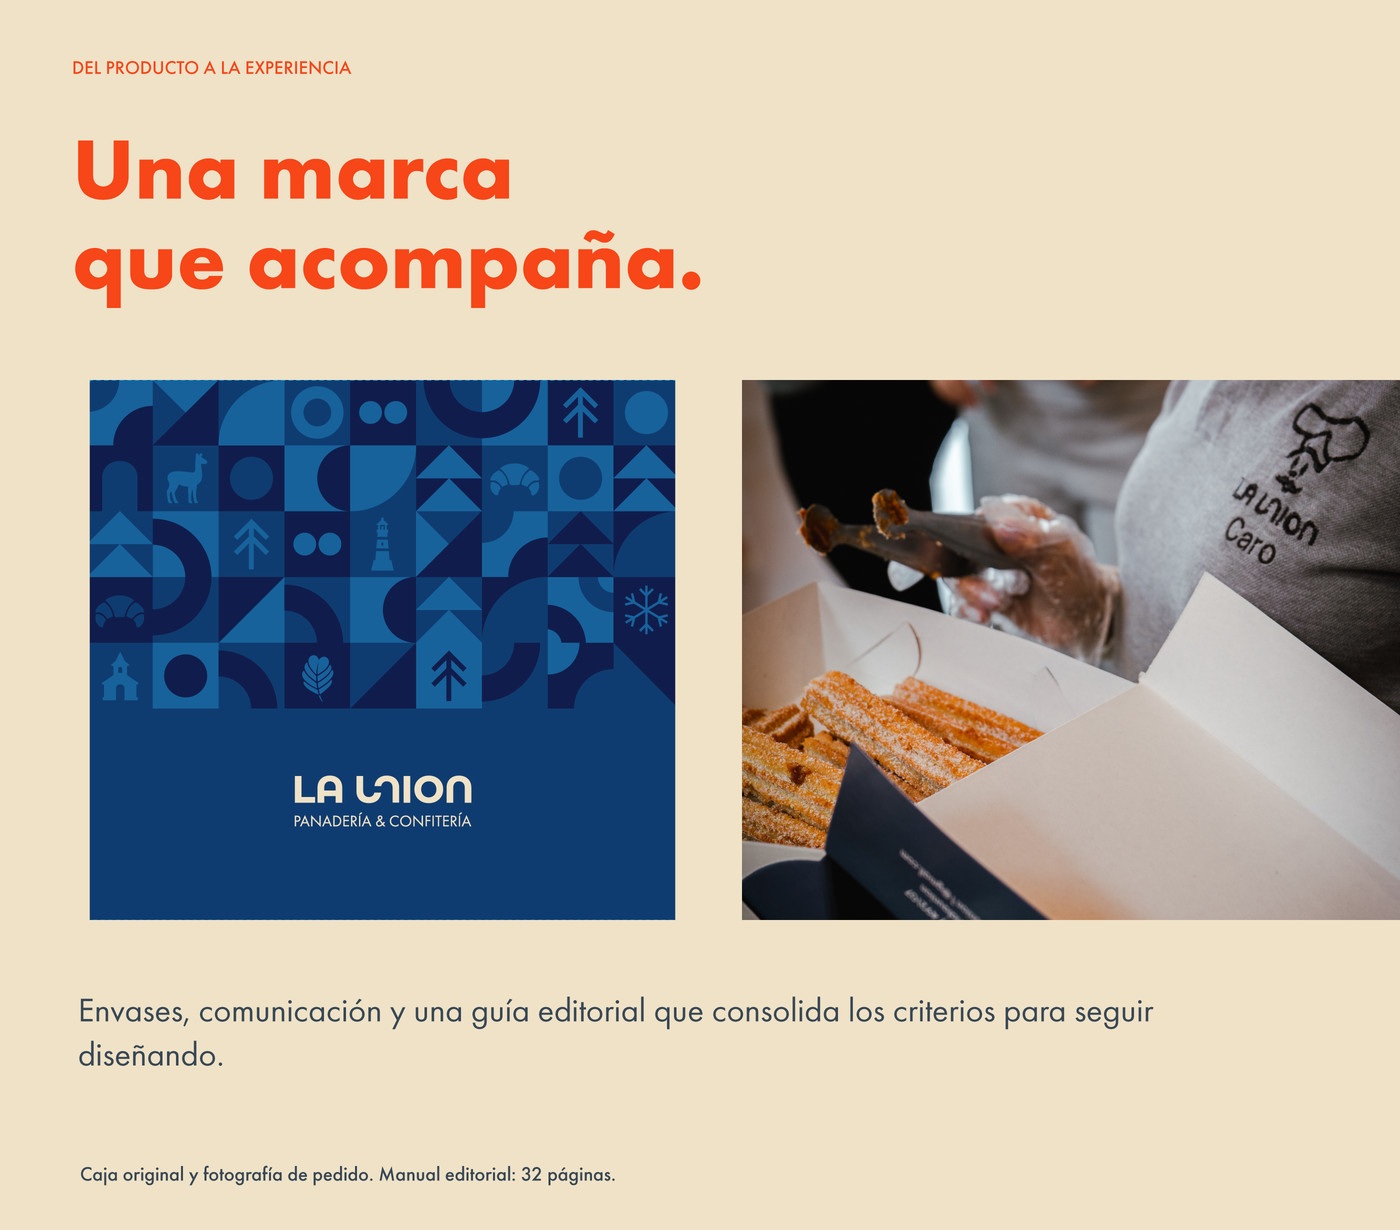 DEL PRODUCTO A LA EXPERIENCIA
Una marca
que acompaña.
LA UNION
PANADERÍA & CONFITERÍA
LA UNION
Caro
Envases, comunicación y una guía editorial que consolida los criterios para seguir
diseñando.
Caja original y fotografía de pedido. Manual editorial: 32 páginas.